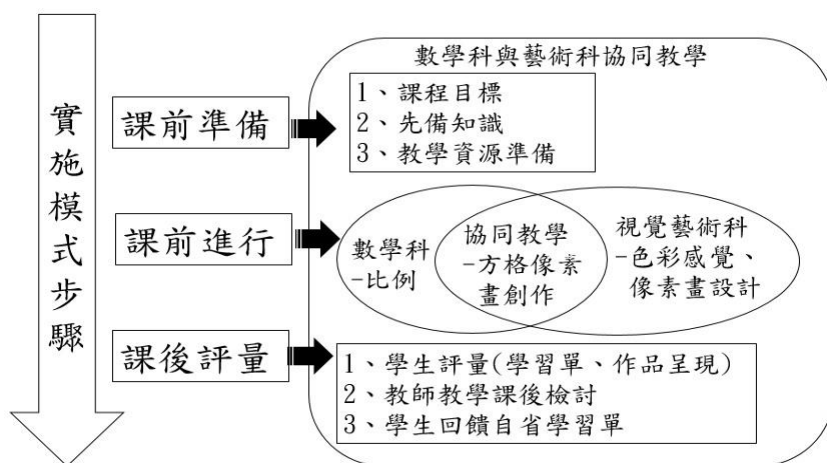 實施模式步驟
數學科與藝術科協同教學
課前準備
1、課程目標
2、先備知識
3、教學資源準備
課前進行
數學科
-比例
協同教學
-方格像素
畫創作
視覺藝術科
-色彩感覺、
像素畫設計
課後評量
1、學生評量(學習單、作品呈現)
2、教師教學課後檢討
3、學生回饋自省學習單